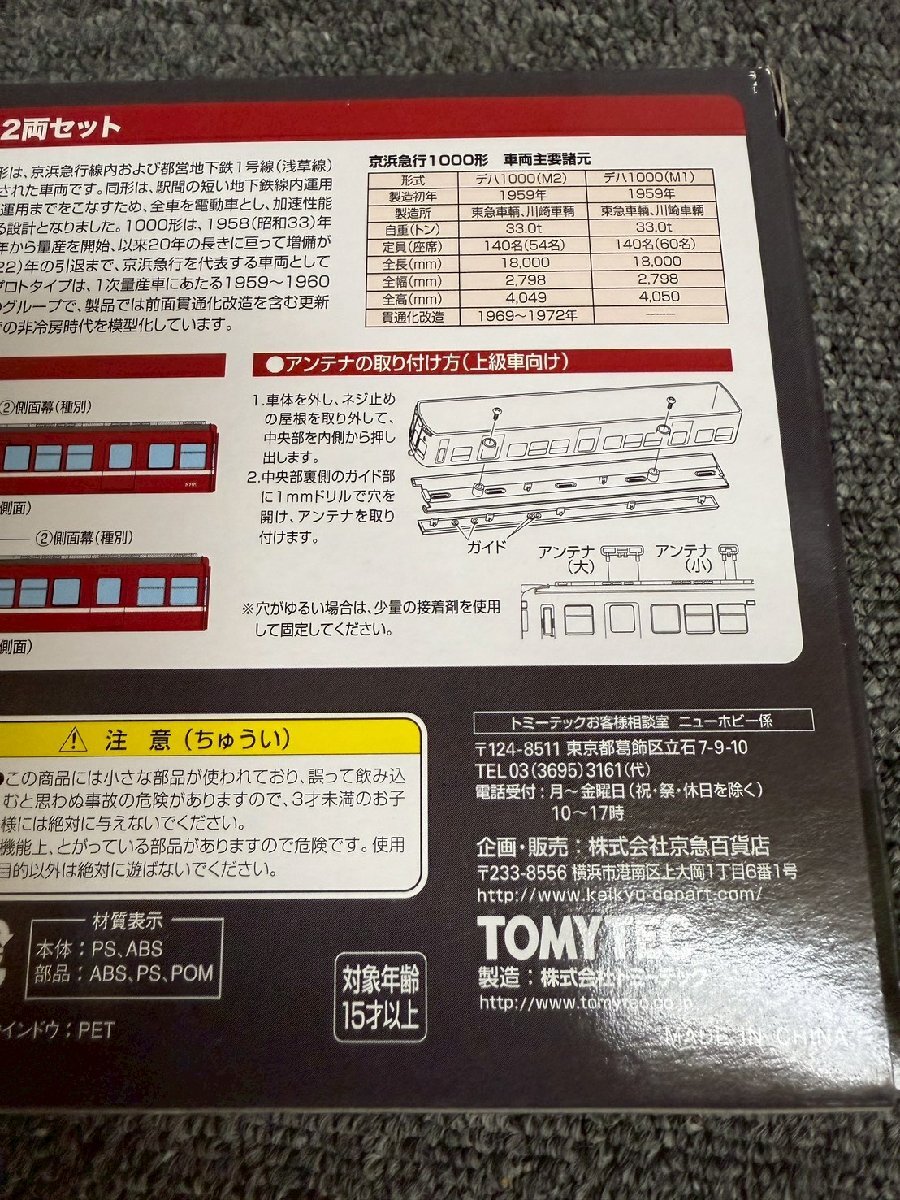 2両セット
形は、京浜急行線内および都営地下鉄1号線(浅草線)
された車両です。同形は、駅間の短い地下鉄線内運用
運用までをこなすため、全車を電動車とし、加速性能
る設計となりました。1000形は、1958(昭和33)年
年から量産を開始、以来20年の長きに亘って増備が
22)年の引退まで、京浜急行を代表する車両として
プロトタイプは、1次量産車にあたる1959〜1960
のグループで、製品では前面貫通化改造を含む更新
での非冷房時代を模型化しています。
京浜急行1000形 車両主要諸元
形式 デハ1000(M2) デハ1000(M1)
製造初年 1959年 1959年
製造所 東急車輌、川崎車輌 東急車輌、川崎車輌
自重(トン) 33.0t 33.0t
定員(座席) 140名(54名) 140名(60名)
全長(mm) 18,000 18,000
全幅(mm) 2,798 2,798
全高(mm) 4,049 4,050
貫通化改造 1969〜1972年 ―――
●アンテナの取り付け方(上級車向け)
1.車体を外し、ネジ止め
の屋根を取り外して、
中央部を内側から押し
出します。
2.中央部裏側のガイド部
に1mmドリルで穴を
開け、アンテナを取り
付けます。
ガイド
アンテナ
(大)
アンテナ
(小)
※穴がゆるい場合は、少量の接着剤を使用
して固定してください。
②側面幕(種別)
側面)
②側面幕(種別)
側面)
注 意(ちゅうい)
●この商品には小さな部品が使われており、誤って飲み込
むと思わぬ事故の危険がありますので、3才未満のお子
様には絶対に与えないでください。
機能上、とがっている部品がありますので危険です。使用
目的以外は絶対に遊ばないでください。
材質表示
本体:PS、ABS
部品:ABS、PS、POM
インドウ:PET
対象年齢
15才以上
トミーテックお客様相談室 ニューホビー係
〒124-8511 東京都葛飾区立石7-9-10
TEL 03(3695)3161(代)
電話受付:月〜金曜日(祝・祭・休日を除く)
10〜17時
企画・販売:株式会社京急百貨店
〒233-8556 横浜市港南区上大岡1丁目6番1号
http://www.keikyu-depart.com/
TOMYTEC
製造:株式会社トミーテック
http://www.tomytec.co.jp
MADE IN CHINA